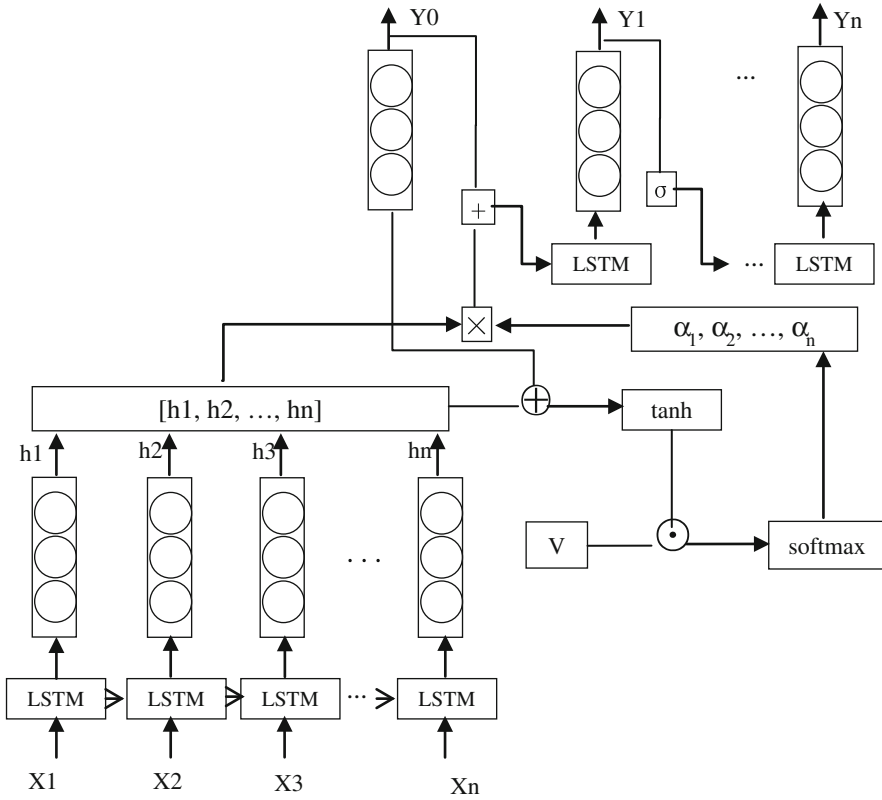 Y0 Y1 Yn
...
σ
+
LSTM ... LSTM
×
α₁, α₂, ..., αₙ
[h1, h2, ..., hn]
+
tanh
h1 h2 h3 hn
V
softmax
. . .
LSTM LSTM LSTM ... LSTM
X1 X2 X3 Xn